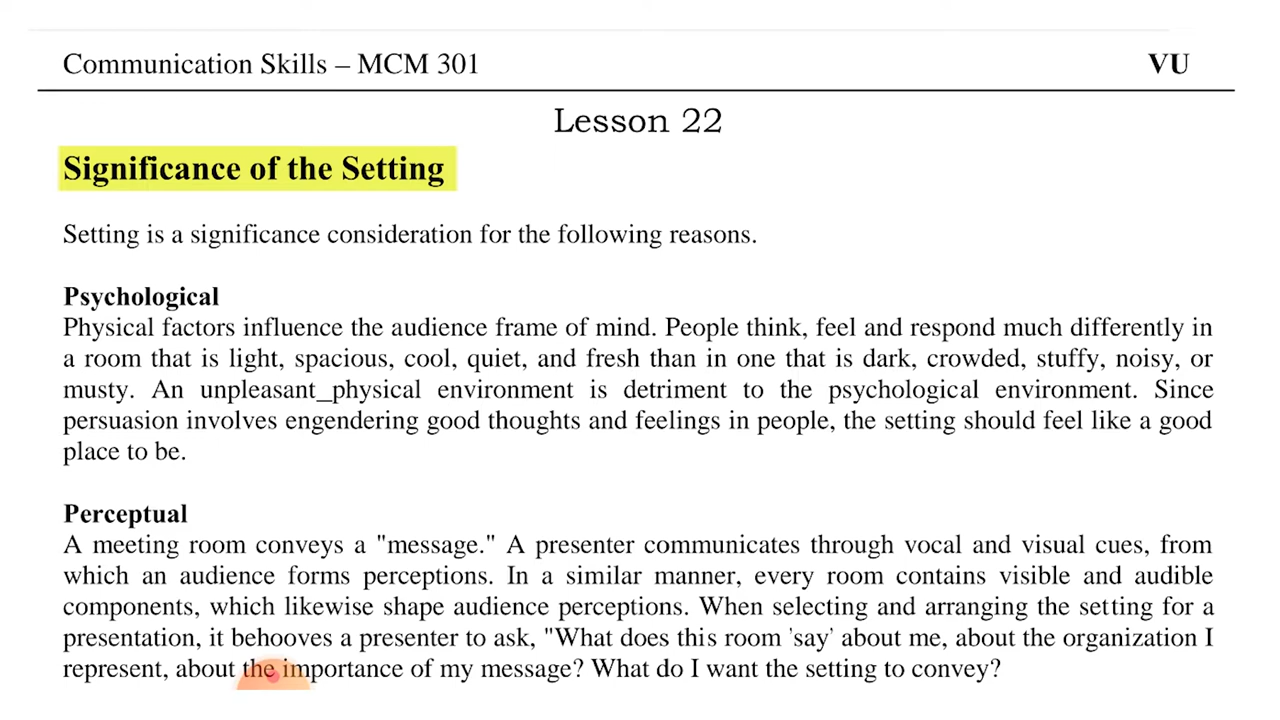 Communication Skills – MCM 301 VU
Lesson 22
Significance of the Setting
Setting is a significance consideration for the following reasons.
Psychological
Physical factors influence the audience frame of mind. People think, feel and respond much differently in
a room that is light, spacious, cool, quiet, and fresh than in one that is dark, crowded, stuffy, noisy, or
musty. An unpleasant_physical environment is detriment to the psychological environment. Since
persuasion involves engendering good thoughts and feelings in people, the setting should feel like a good
place to be.
Perceptual
A meeting room conveys a "message." A presenter communicates through vocal and visual cues, from
which an audience forms perceptions. In a similar manner, every room contains visible and audible
components, which likewise shape audience perceptions. When selecting and arranging the setting for a
presentation, it behooves a presenter to ask, "What does this room 'say' about me, about the organization I
represent, about the importance of my message? What do I want the setting to convey?